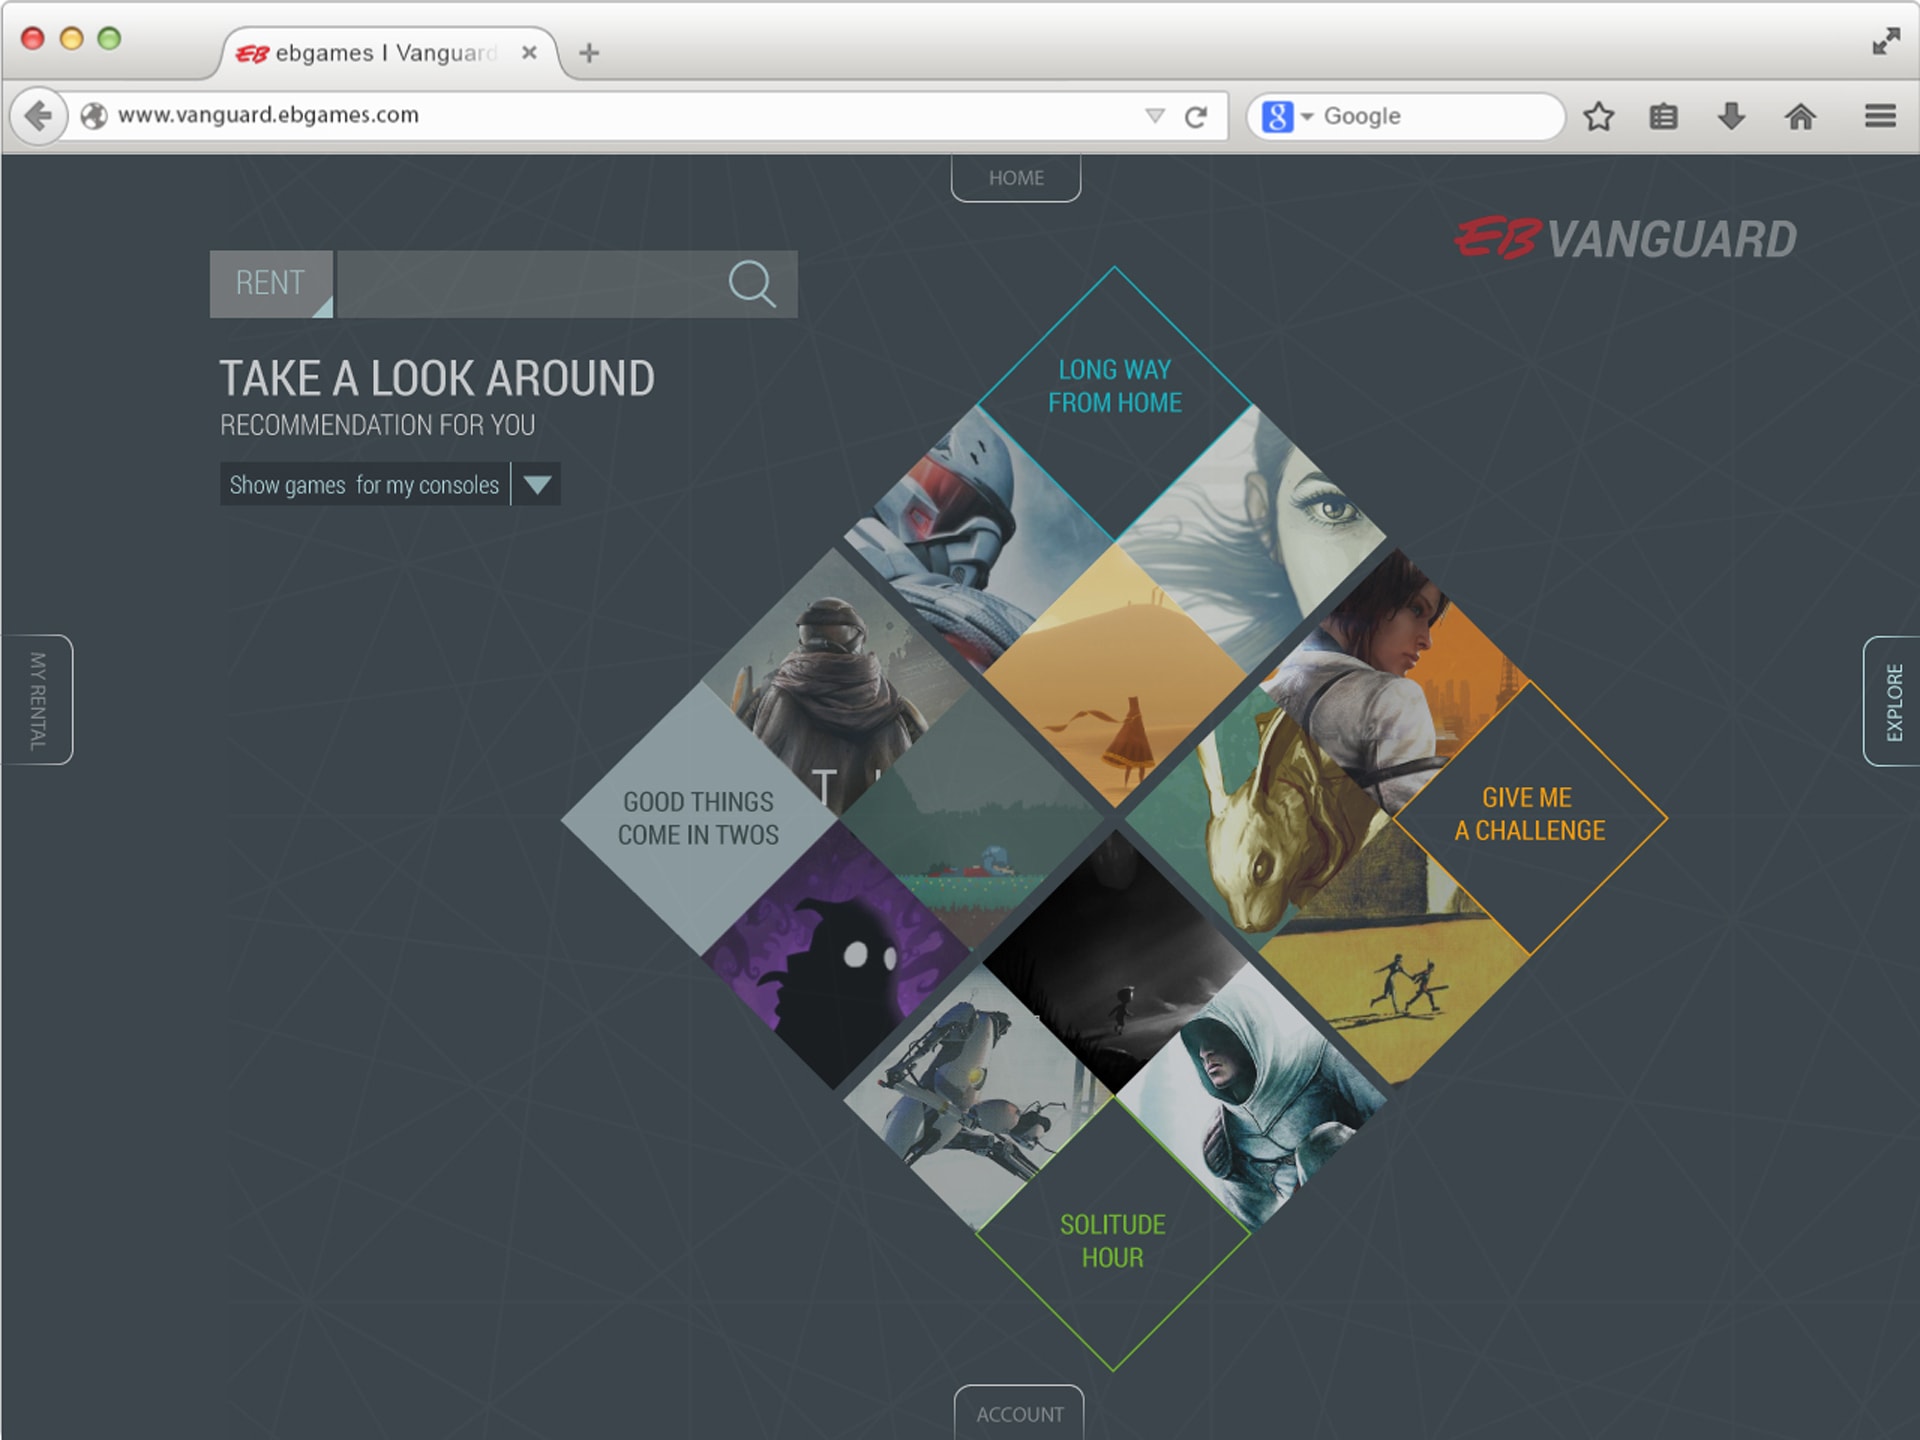 EB ebgames | Vanguard
www.vanguard.ebgames.com
Google
HOME
EB VANGUARD
RENT
TAKE A LOOK AROUND
RECOMMENDATION FOR YOU
Show games for my consoles
LONG WAY
FROM HOME
MY RENTAL
EXPLORE
T
GOOD THINGS
COME IN TWOS
GIVE ME
A CHALLENGE
SOLITUDE
HOUR
ACCOUNT